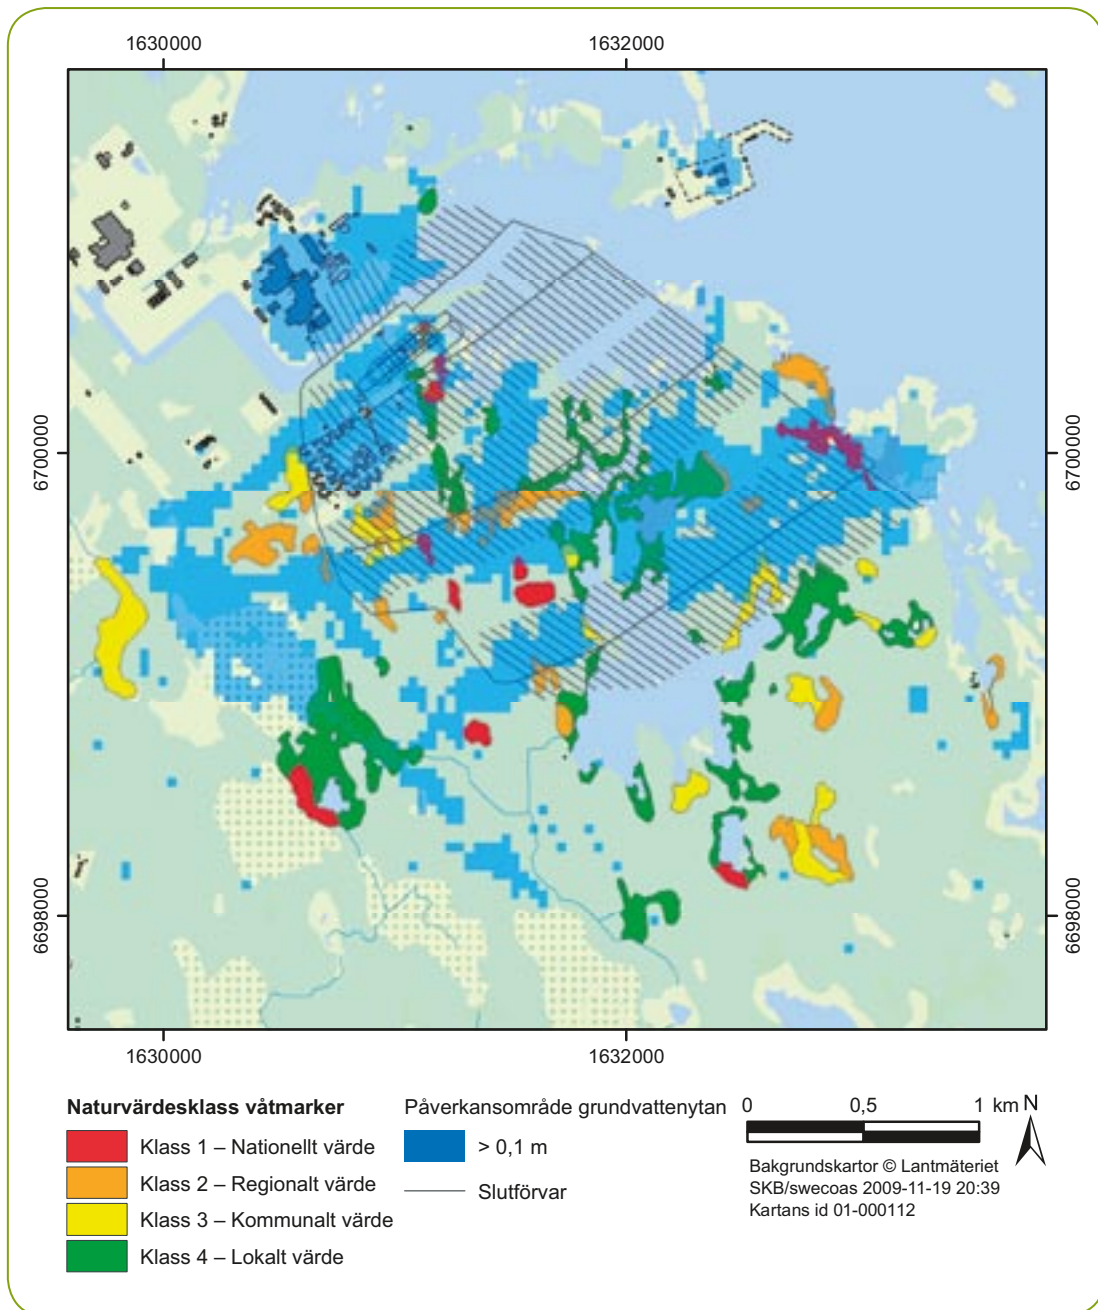 1630000 1632000
6700000 6700000
6698000 6698000
1630000 1632000
Naturvärdesklass våtmarker
Klass 1 – Nationellt värde
Klass 2 – Regionalt värde
Klass 3 – Kommunalt värde
Klass 4 – Lokalt värde
Påverkansområde grundvattenytan
> 0,1 m
Slutförvar
0 0,5 1 km N
Bakgrundskartor © Lantmäteriet
SKB/swecoas 2009-11-19 20:39
Kartans id 01-000112